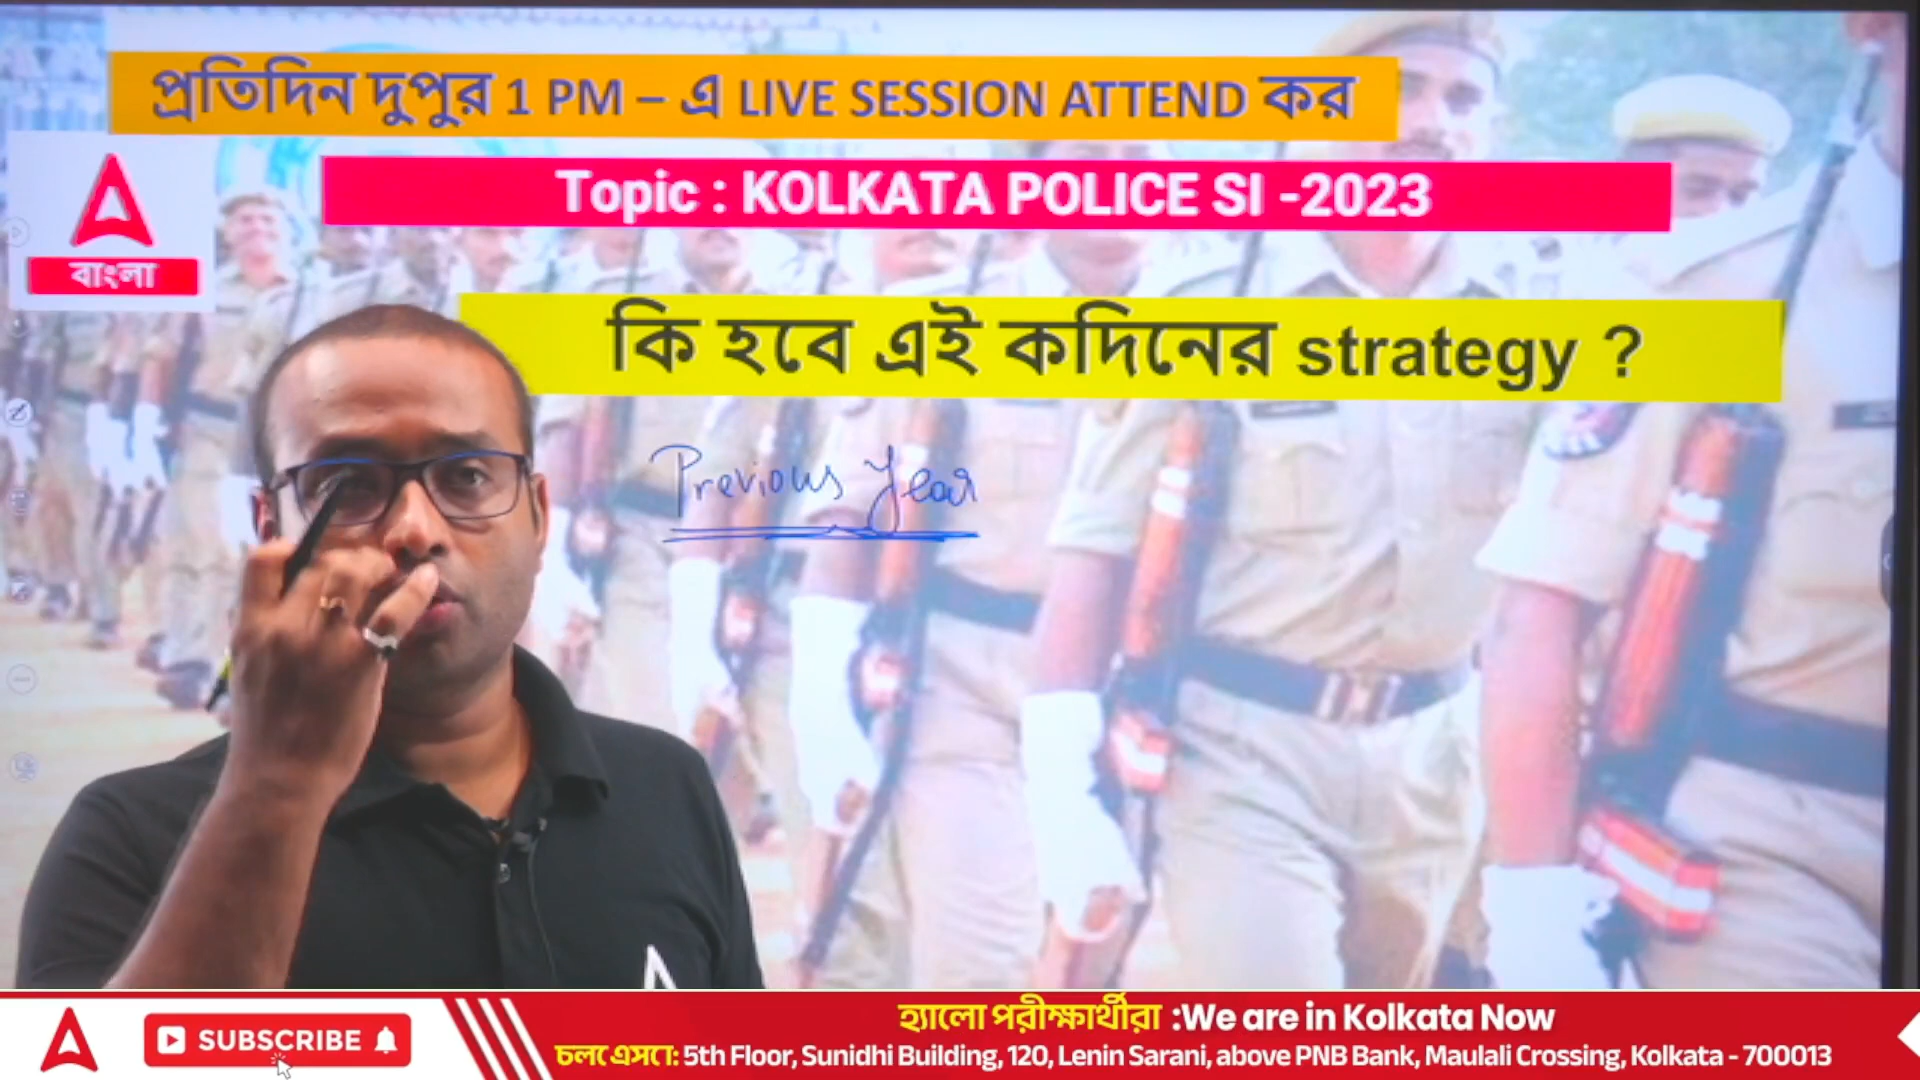 প্রতিদিন দুপুর 1 PM – এ LIVE SESSION ATTEND কর
Topic : KOLKATA POLICE SI -2023
বাংলা
কি হবে এই কদিনের strategy ?
Previous Year
SUBSCRIBE
হ্যালো পরীক্ষার্থীরা :We are in Kolkata Now
চলে এসো: 5th Floor, Sunidhi Building, 120, Lenin Sarani, above PNB Bank, Maulali Crossing, Kolkata - 700013